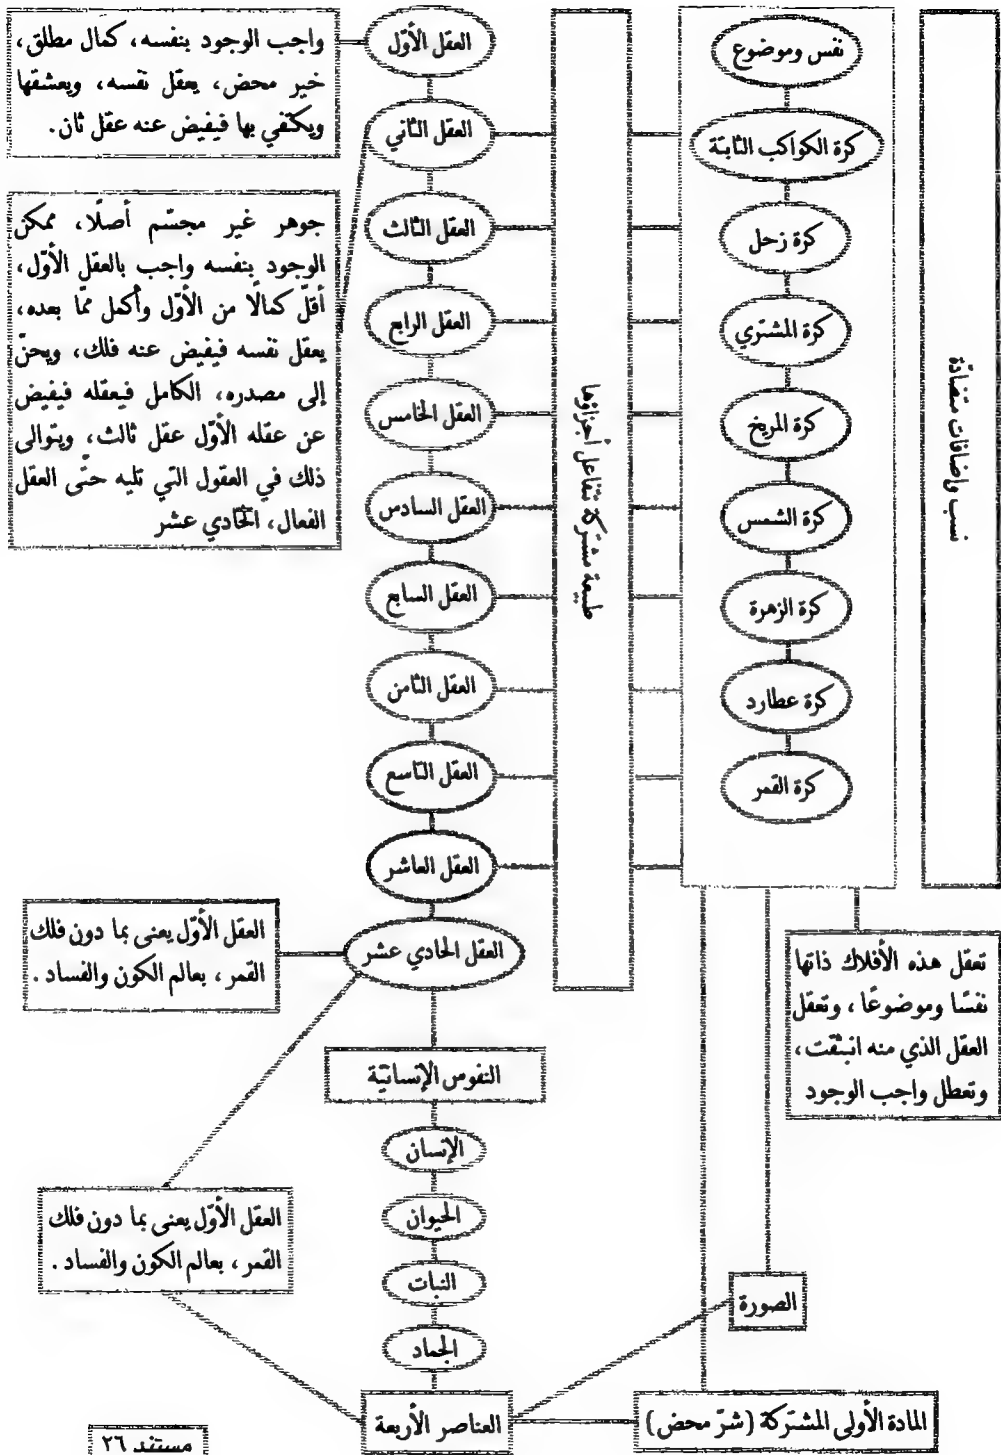 نفس وموضوع
كرة الكواكب الثابتة
كرة زحل
كرة المشتري
كرة المريخ
كرة الشمس
كرة الزهرة
كرة عطارد
كرة القمر
نسب وإضافات متضادّة
طبيعة مشتركة تتفاعل أجزاؤها
العقل الأوّل
العقل الثاني
العقل الثالث
العقل الرابع
العقل الخامس
العقل السادس
العقل السابع
العقل الثامن
العقل التاسع
العقل العاشر
العقل الحادي عشر
واجب الوجود بنفسه، كمال مطلق،
خير محض، يعقل نفسه، ويعشقها
ويكتفي بها فيفيض عنه عقل ثان.
جوهر غير مجسّم أصلًا، ممكن
الوجود بنفسه واجب بالعقل الأوّل،
أقلّ كمالًا من الأوّل وأكمل ممّا بعده،
يعقل نفسه فيفيض عنه فلك، ويحنّ
إلى مصدره، الكامل فيعقله فيفيض
عن عقله الأوّل عقل ثالث، ويتوالى
ذلك في العقول التي تليه حتّى العقل
الفعال، الحادي عشر
العقل الأوّل يعنى بما دون فلك
القمر، بعالم الكون والفساد.
تعقل هذه الأفلاك ذاتها
نفسًا وموضوعًا، وتعقل
العقل الذي منه انبثقت،
وتعطل واجب الوجود
النفوس الإنسانيّة
الإنسان
الحيوان
النبات
الجماد
العقل الأوّل يعنى بما دون فلك
القمر، بعالم الكون والفساد.
الصورة
المادة الأولى المشتركة (شرّ محض)
العناصر الأربعة
مستند ٢٦